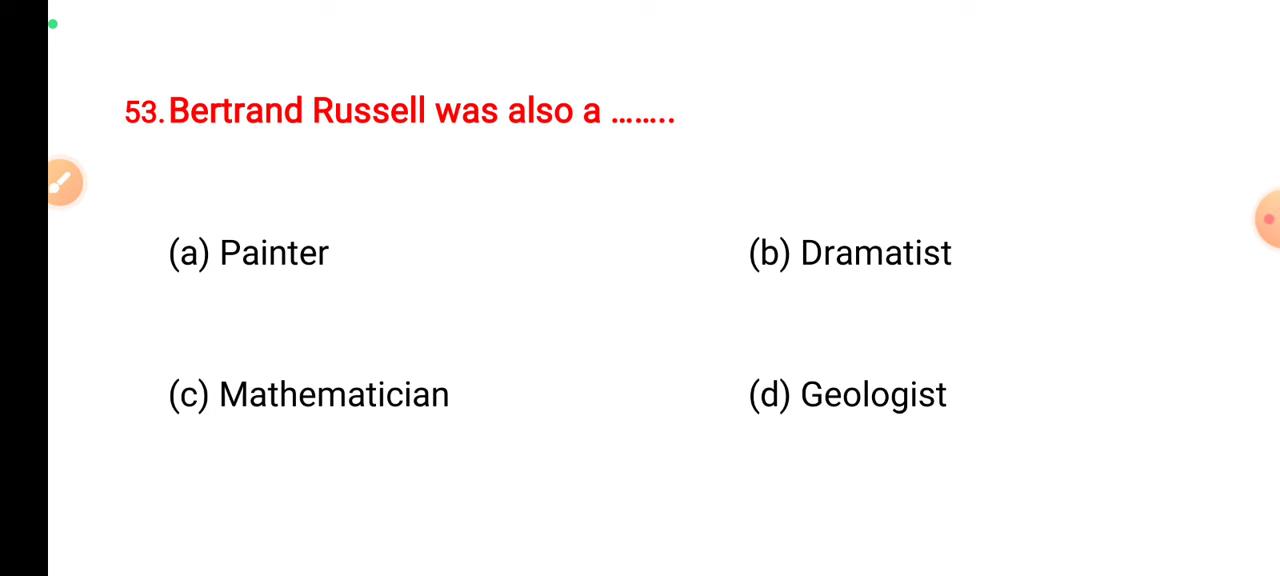 53. Bertrand Russell was also a ........
(a) Painter
(b) Dramatist
(c) Mathematician
(d) Geologist